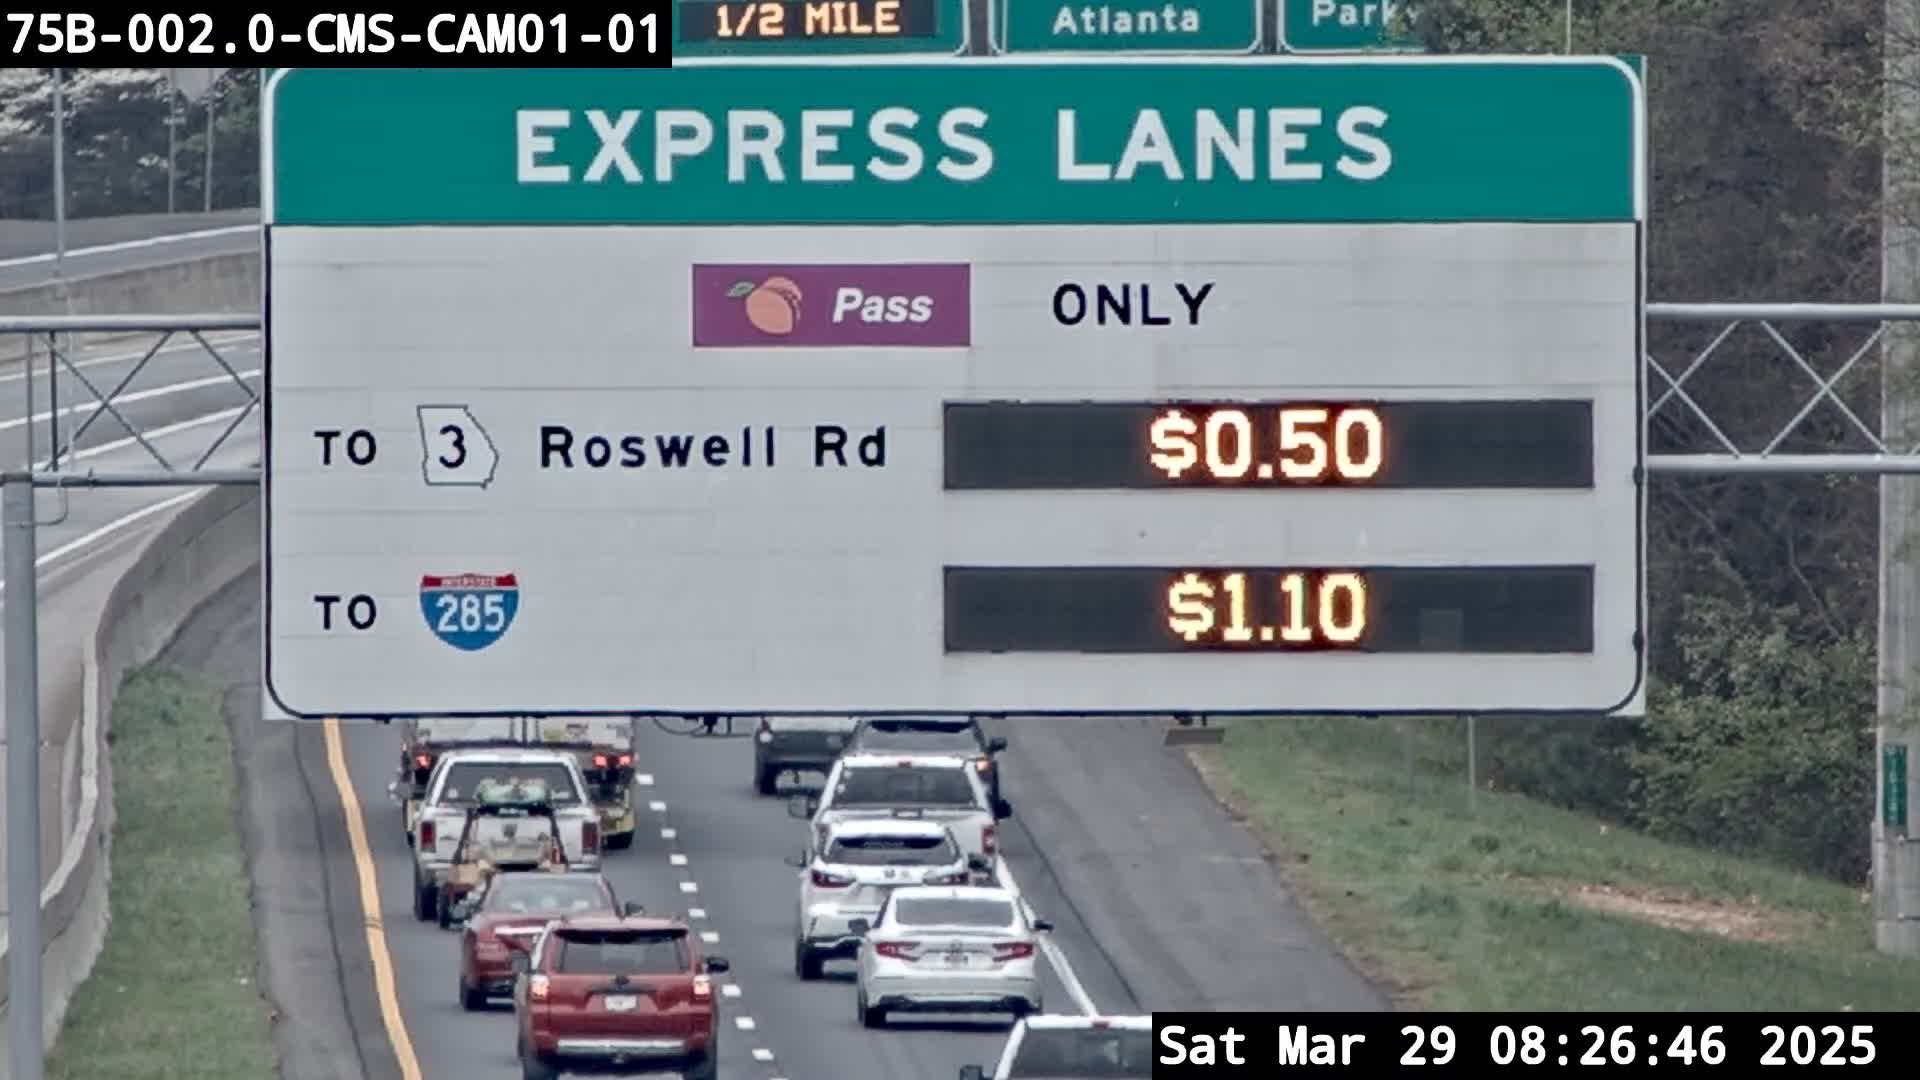 75B-002.0-CMS-CAM01-01
1/2 MILE
Atlanta
EXPRESS LANES
Pass ONLY
TO 3 Roswell Rd $0.50
TO INTERSTATE 285 $1.10
Sat Mar 29 08:26:46 2025